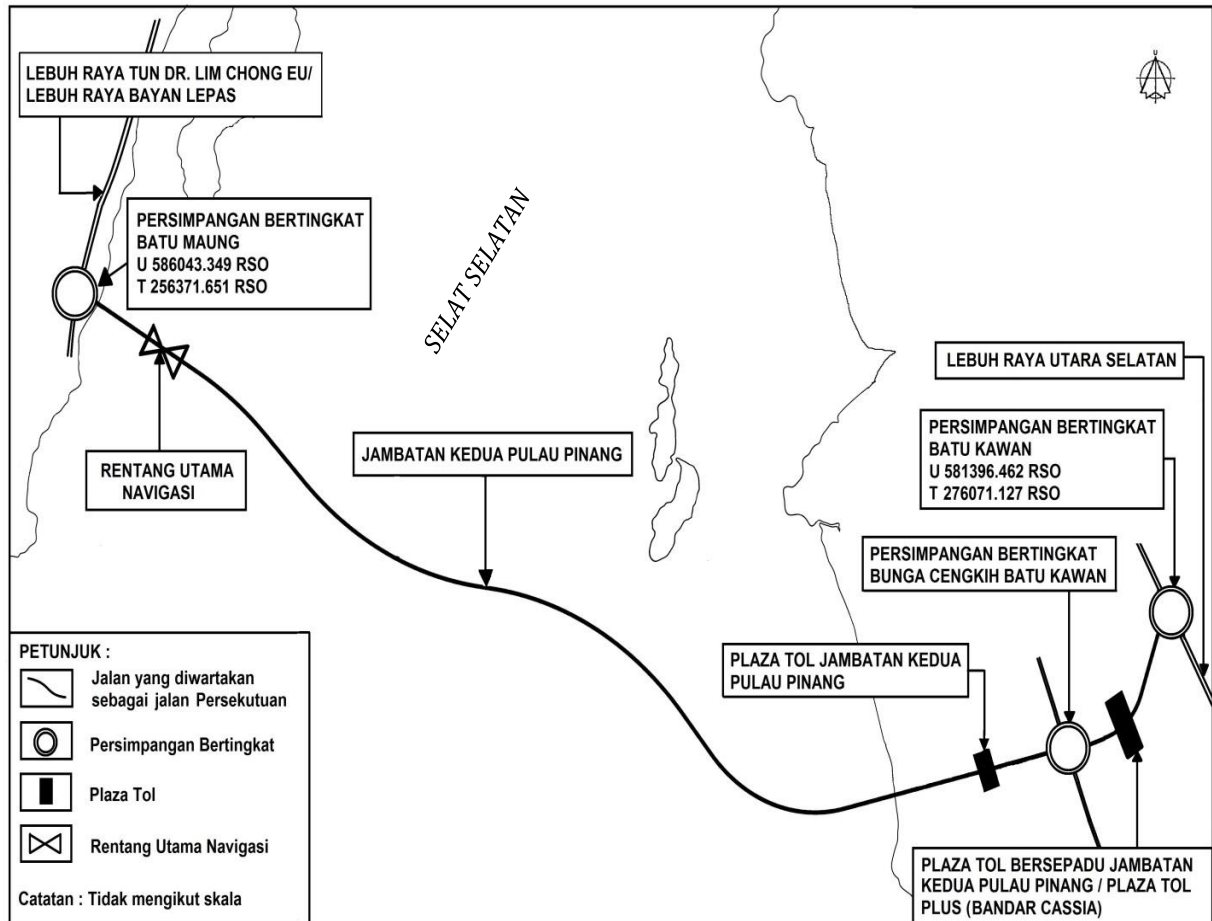 U
LEBUH RAYA TUN DR. LIM CHONG EU/
LEBUH RAYA BAYAN LEPAS
PERSIMPANGAN BERTINGKAT
BATU MAUNG
U 586043.349 RSO
T 256371.651 RSO
SELAT SELATAN
LEBUH RAYA UTARA SELATAN
PERSIMPANGAN BERTINGKAT
BATU KAWAN
U 581396.462 RSO
T 276071.127 RSO
RENTANG UTAMA
NAVIGASI
JAMBATAN KEDUA PULAU PINANG
PERSIMPANGAN BERTINGKAT
BUNGA CENGKIH BATU KAWAN
PLAZA TOL JAMBATAN KEDUA
PULAU PINANG
PETUNJUK :
Jalan yang diwartakan
sebagai jalan Persekutuan
Persimpangan Bertingkat
Plaza Tol
Rentang Utama Navigasi
Catatan : Tidak mengikut skala
PLAZA TOL BERSEPADU JAMBATAN
KEDUA PULAU PINANG / PLAZA TOL
PLUS (BANDAR CASSIA)